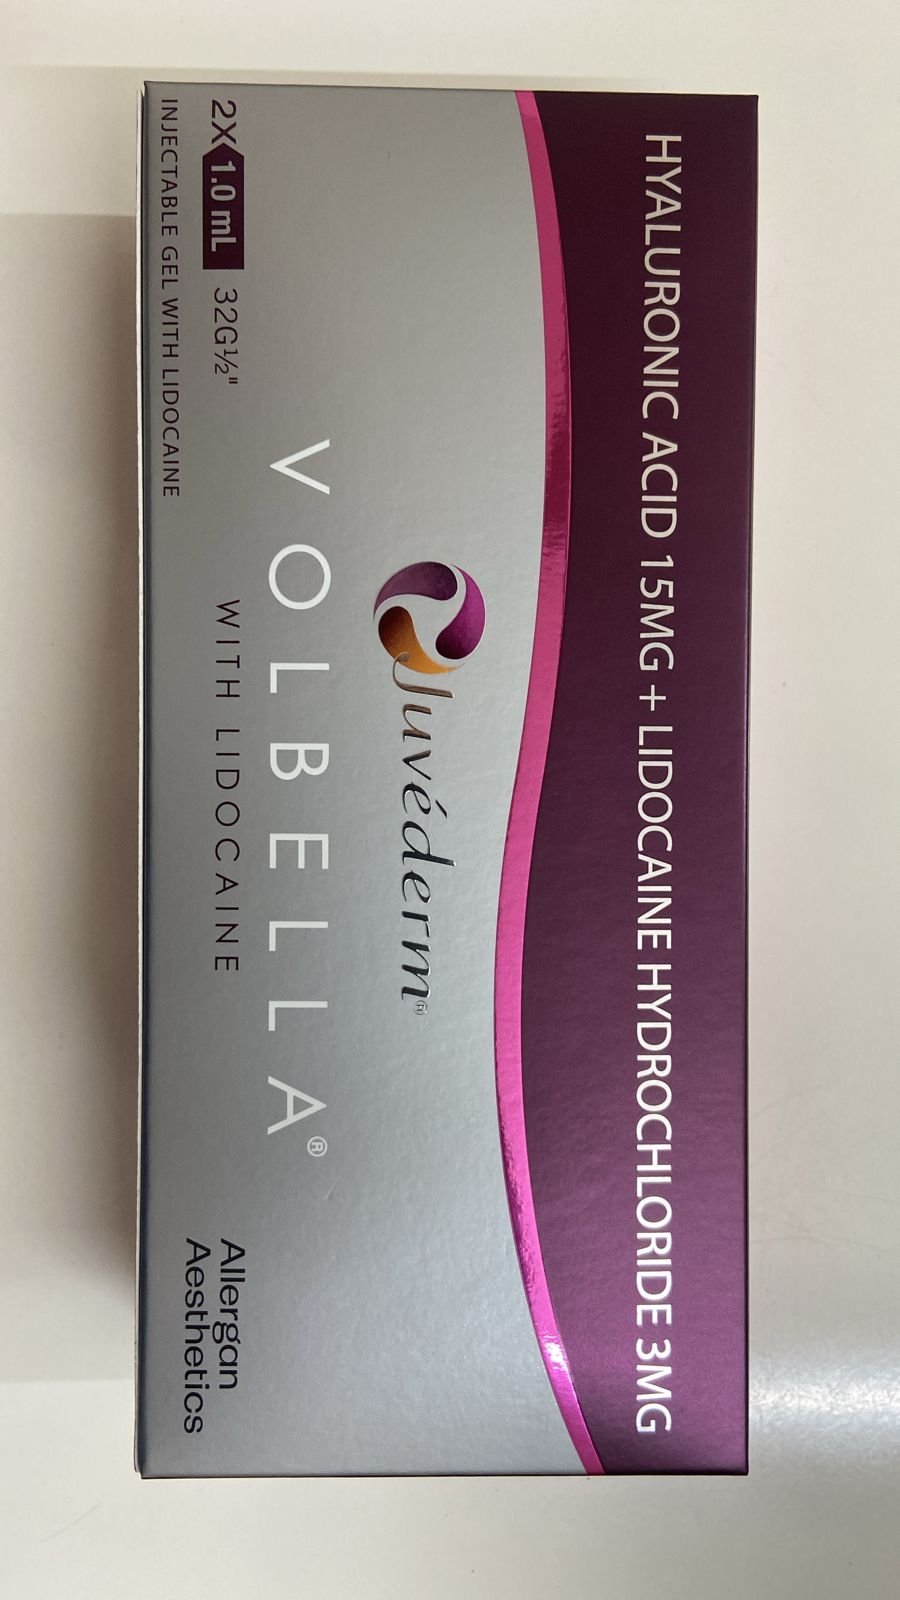 HYALURONIC ACID 15MG + LIDOCAINE HYDROCHLORIDE 3MG
Juvéderm®
VOLBELLA®
WITH LIDOCAINE
2X 1.0 mL 32G½"
INJECTABLE GEL WITH LIDOCAINE
Allergan
Aesthetics